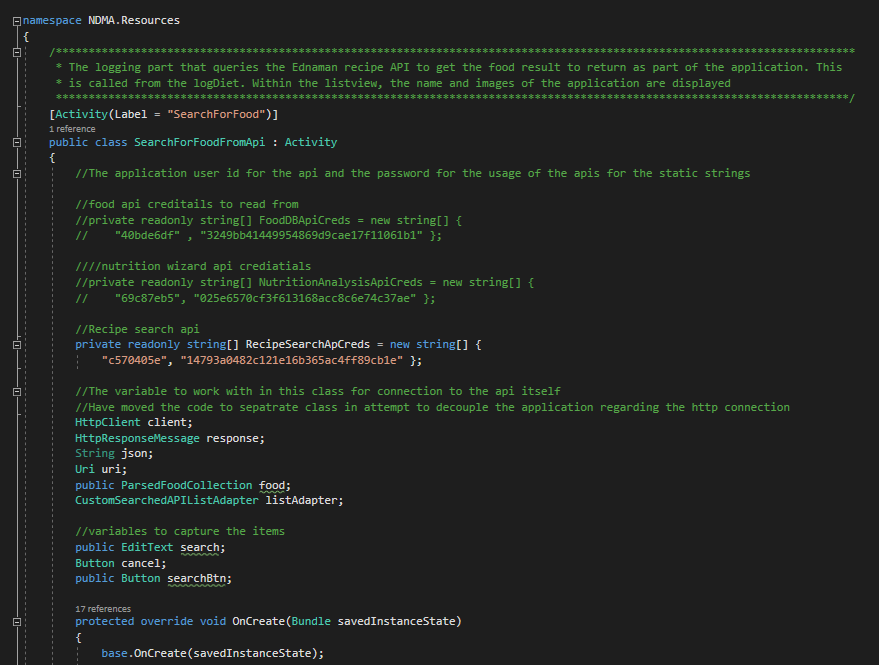 namespace NDMA.Resources
{
/**************************************************************************************************************************
* The logging part that queries the Ednaman recipe API to get the food result to return as part of the application. This
* is called from the logDiet. Within the listview, the name and images of the application are displayed
**************************************************************************************************************************/
[Activity(Label = "SearchForFood")]
1 reference
public class SearchForFoodFromApi : Activity
{
//The application user id for the api and the password for the usage of the apis for the static strings
//food api creditails to read from
//private readonly string[] FoodDBApiCreds = new string[] {
// "40bde6df" , "3249bb41449954869d9cae17f11061b1" };
////nutrition wizard api crediatials
//private readonly string[] NutritionAnalysisApiCreds = new string[] {
// "69c87eb5", "025e6570cf3f613168acc8c6e74c37ae" };
//Recipe search api
private readonly string[] RecipeSearchApCreds = new string[] {
"c570405e", "14793a0482c121e16b365ac4ff89cb1e" };
//The variable to work with in this class for connection to the api itself
//Have moved the code to sepatrate class in attempt to decouple the application regarding the http connection
HttpClient client;
HttpResponseMessage response;
String json;
Uri uri;
public ParsedFoodCollection food;
CustomSearchedAPIListAdapter listAdapter;
//variables to capture the items
public EditText search;
Button cancel;
public Button searchBtn;
17 references
protected override void OnCreate(Bundle savedInstanceState)
{
base.OnCreate(savedInstanceState);